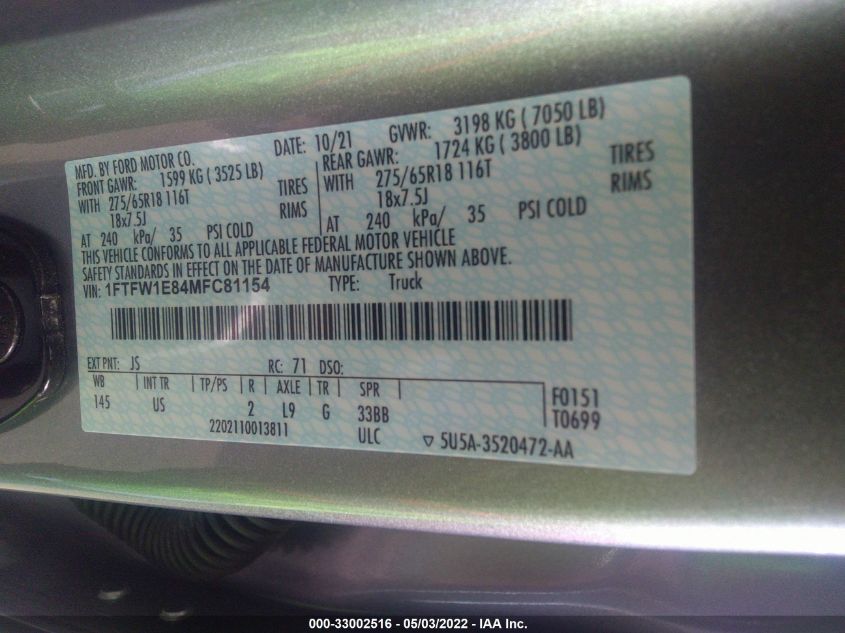 MFD. BY FORD MOTOR CO. DATE: 10/21 GVWR: 3198 KG ( 7050 LB)
FRONT GAWR: 1599 KG ( 3525 LB) REAR GAWR: 1724 KG ( 3800 LB)
WITH 275/65R18 116T TIRES WITH 275/65R18 116T TIRES
18x7.5J RIMS 18x7.5J RIMS
AT 240 kPa/ 35 PSI COLD AT 240 kPa/ 35 PSI COLD
THIS VEHICLE CONFORMS TO ALL APPLICABLE FEDERAL MOTOR VEHICLE
SAFETY STANDARDS IN EFFECT ON THE DATE OF MANUFACTURE SHOWN ABOVE.
VIN: 1FTFW1E84MFC81154 TYPE: Truck
EXT PNT: JS RC: 71 DSO:
WB INT TR TP/PS R AXLE TR SPR F0151
145 US 2 L9 G 33BB T0699
2202110013811 ULC 5U5A-3520472-AA
000-33002516 - 05/03/2022 - IAA Inc.